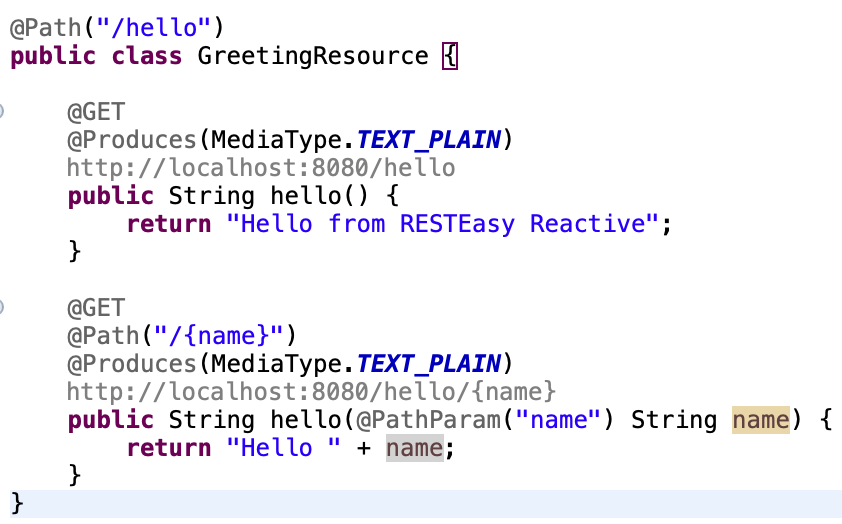 @Path("/hello")
public class GreetingResource {
@GET
@Produces(MediaType.TEXT_PLAIN)
http://localhost:8080/hello
public String hello() {
return "Hello from RESTEasy Reactive";
}
@GET
@Path("/{name}")
@Produces(MediaType.TEXT_PLAIN)
http://localhost:8080/hello/{name}
public String hello(@PathParam("name") String name) {
return "Hello " + name;
}
}